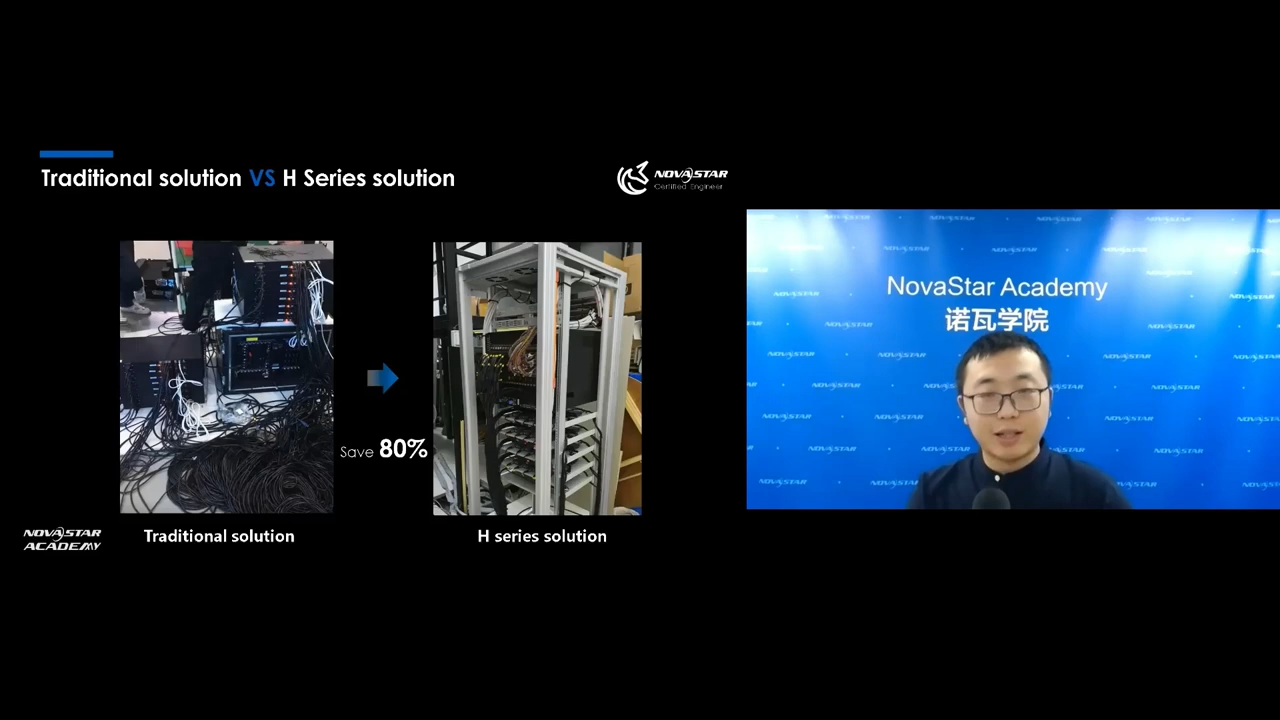 Traditional solution VS H Series solution
NOVASTAR
Certified Engineer
Save 80%
Traditional solution
H series solution
NOVASTAR
ACADEMY
NovaStar Academy
诺瓦学院
NOVASTAR